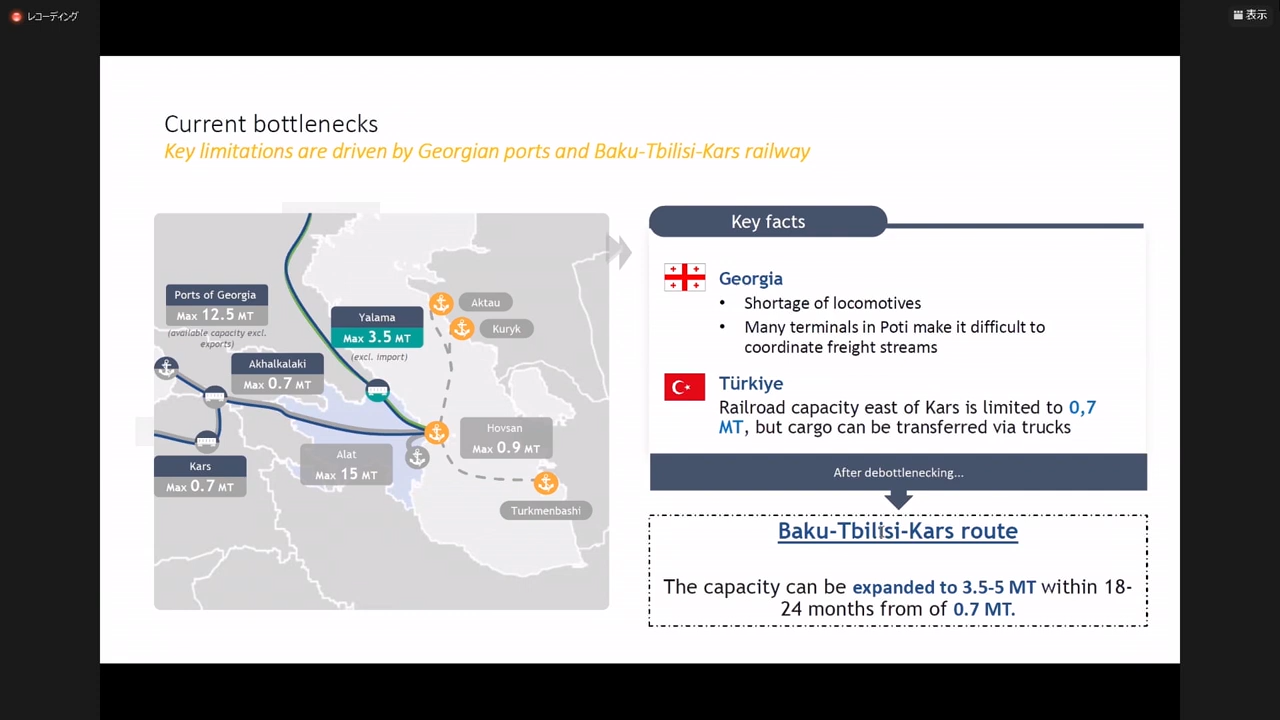 レコーディング
表示
Current bottlenecks
Key limitations are driven by Georgian ports and Baku-Tbilisi-Kars railway
Ports of Georgia
Max 12.5 MT
(available capacity excl.
exports)
Akhalkalaki
Max 0.7 MT
Kars
Max 0.7 MT
Yalama
Max 3.5 MT
(excl. import)
Aktau
Kuryk
Alat
Max 15 MT
Hovsan
Max 0.9 MT
Turkmenbashi
Key facts
Georgia
• Shortage of locomotives
• Many terminals in Poti make it difficult to
coordinate freight streams
Türkiye
Railroad capacity east of Kars is limited to 0,7
MT, but cargo can be transferred via trucks
After debottlenecking...
Baku-Tbilisi-Kars route
The capacity can be expanded to 3.5-5 MT within 18-
24 months from of 0.7 MT.